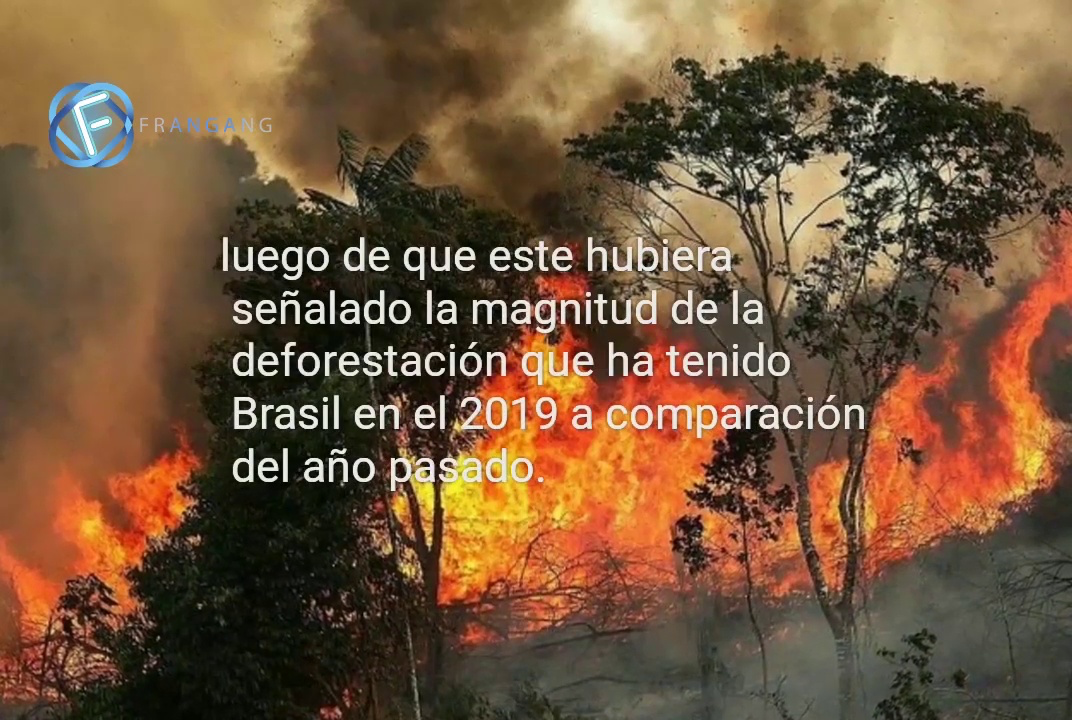 FRANGANG
luego de que este hubiera
señalado la magnitud de la
deforestación que ha tenido
Brasil en el 2019 a comparación
del año pasado.